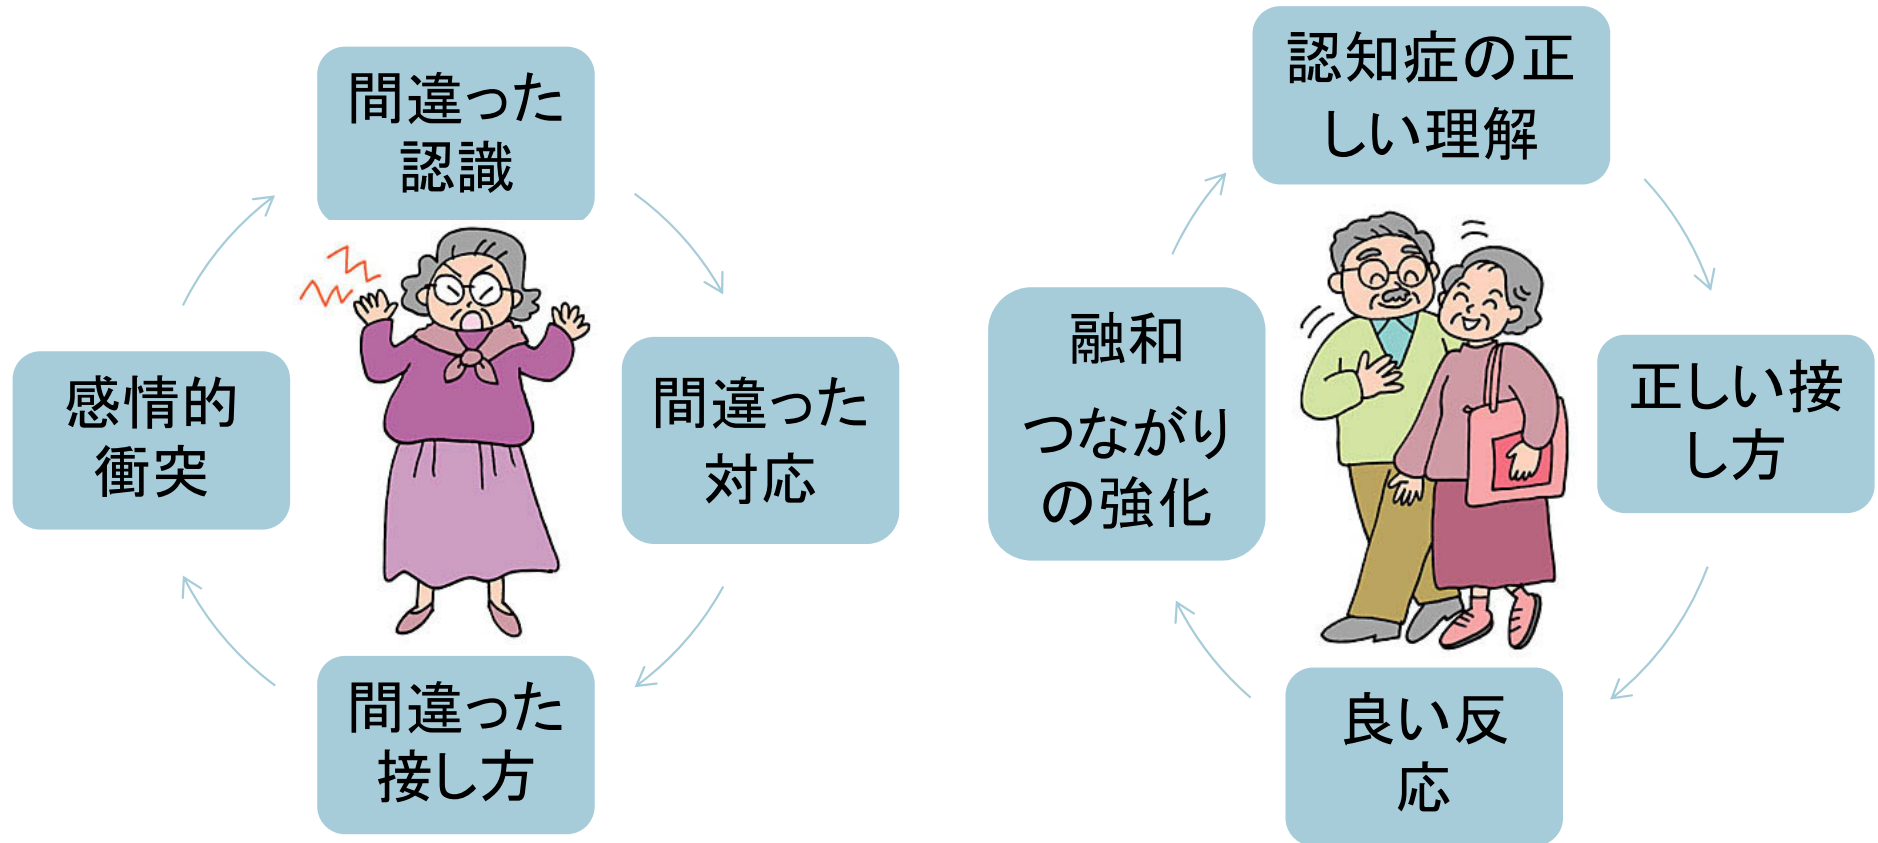 間違った
認識
間違った
対応
間違った
接し方
感情的
衝突
認知症の正
しい理解
正しい接
し方
良い反
応
融和
つながり
の強化